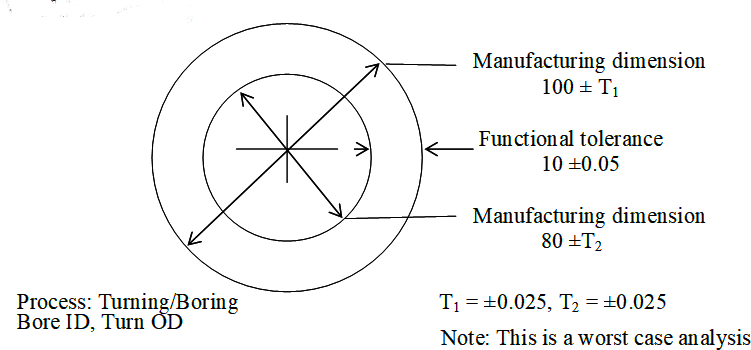 Manufacturing dimension
100 ± T₁
Functional tolerance
10 ±0.05
Manufacturing dimension
80 ±T₂
Process: Turning/Boring
Bore ID, Turn OD
T₁ = ±0.025, T₂ = ±0.025
Note: This is a worst case analysis